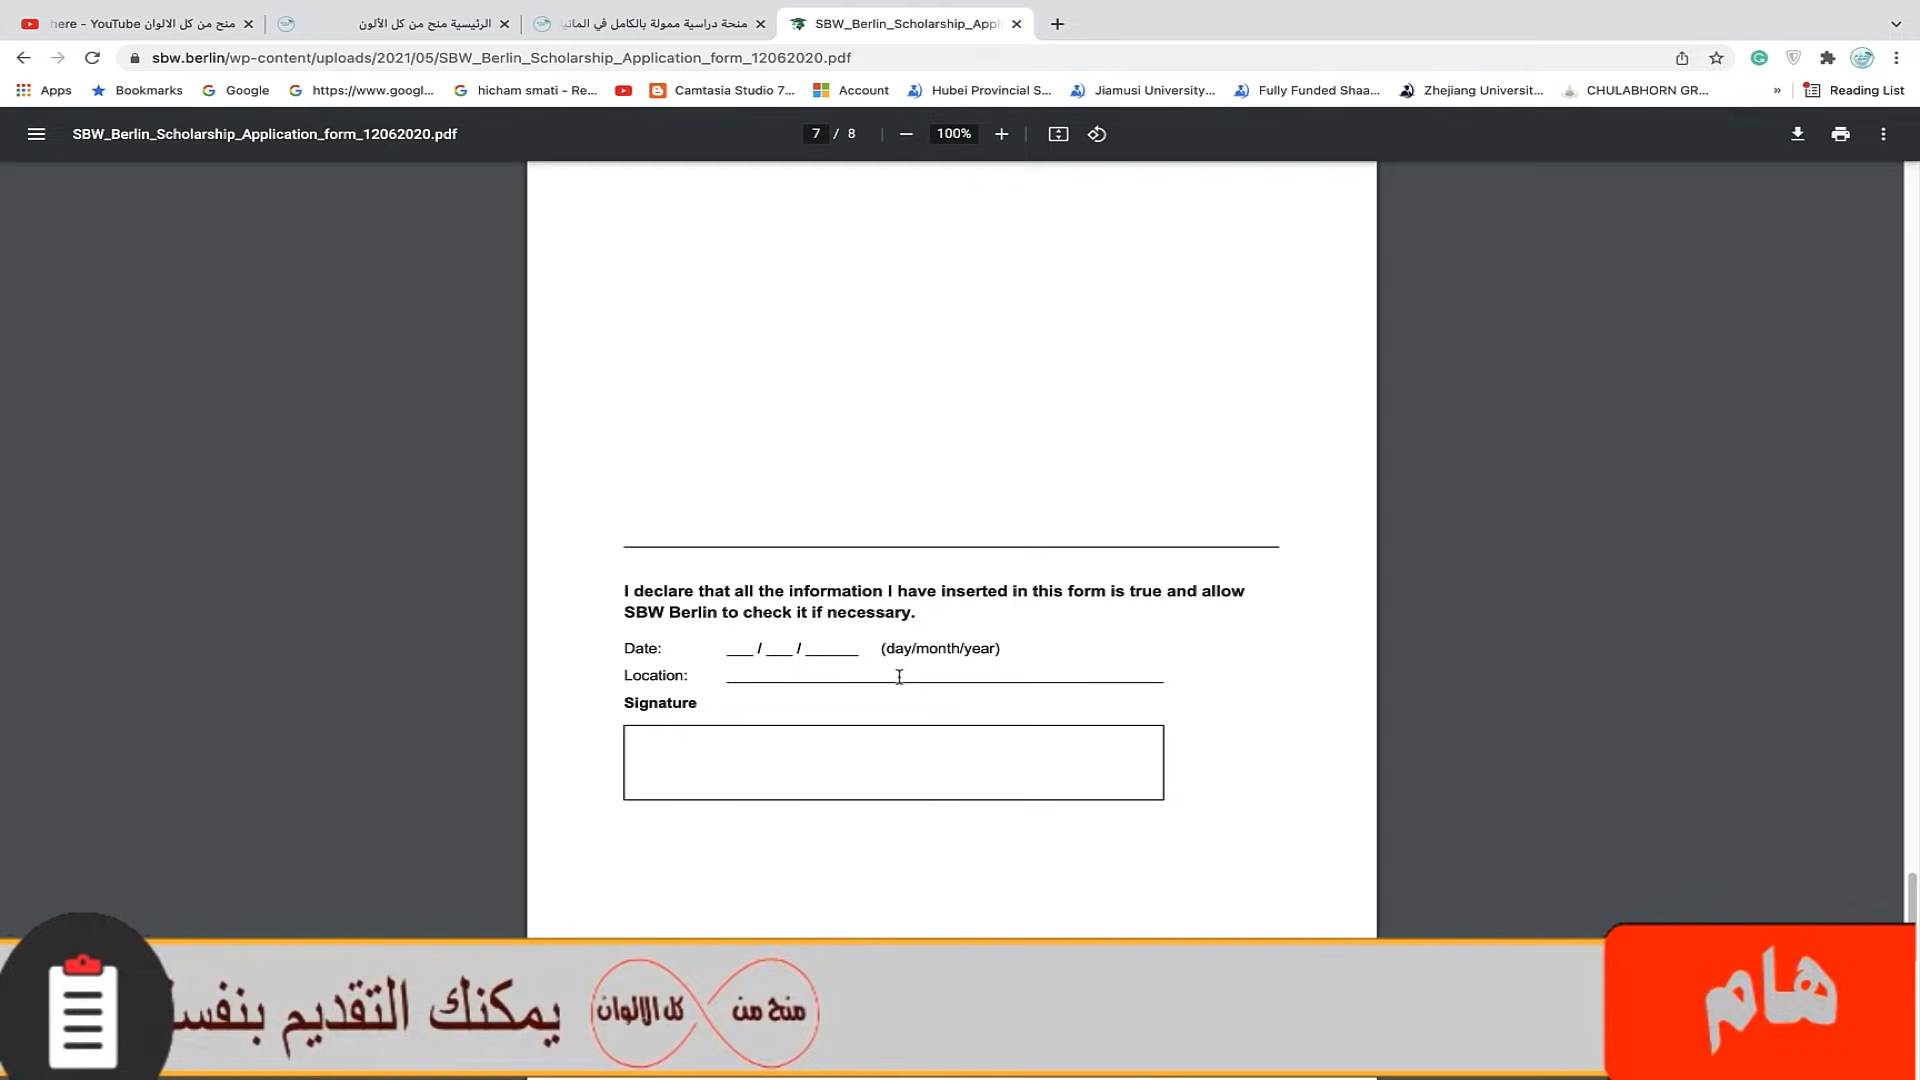 here - YouTube منح من كل الالوان
الرئيسية منح من كل الألون
منحة دراسية ممولة بالكامل في المانيا
SBW_Berlin_Scholarship_Appl
sbw.berlin/wp-content/uploads/2021/05/SBW_Berlin_Scholarship_Application_form_12062020.pdf
Apps
Bookmarks
Google
https://www.googl...
hicham smati - Re...
Camtasia Studio 7...
Account
Hubei Provincial S...
Jiamusi University...
Fully Funded Shaa...
Zhejiang Universit...
CHULABHORN GR...
»
Reading List
SBW_Berlin_Scholarship_Application_form_12062020.pdf
7 / 8
100%
I declare that all the information I have inserted in this form is true and allow
SBW Berlin to check it if necessary.
Date: ___ / ___ / ______ (day/month/year)
Location:
Signature
هام
منح من كل الالوان
يمكنك التقديم بنفس